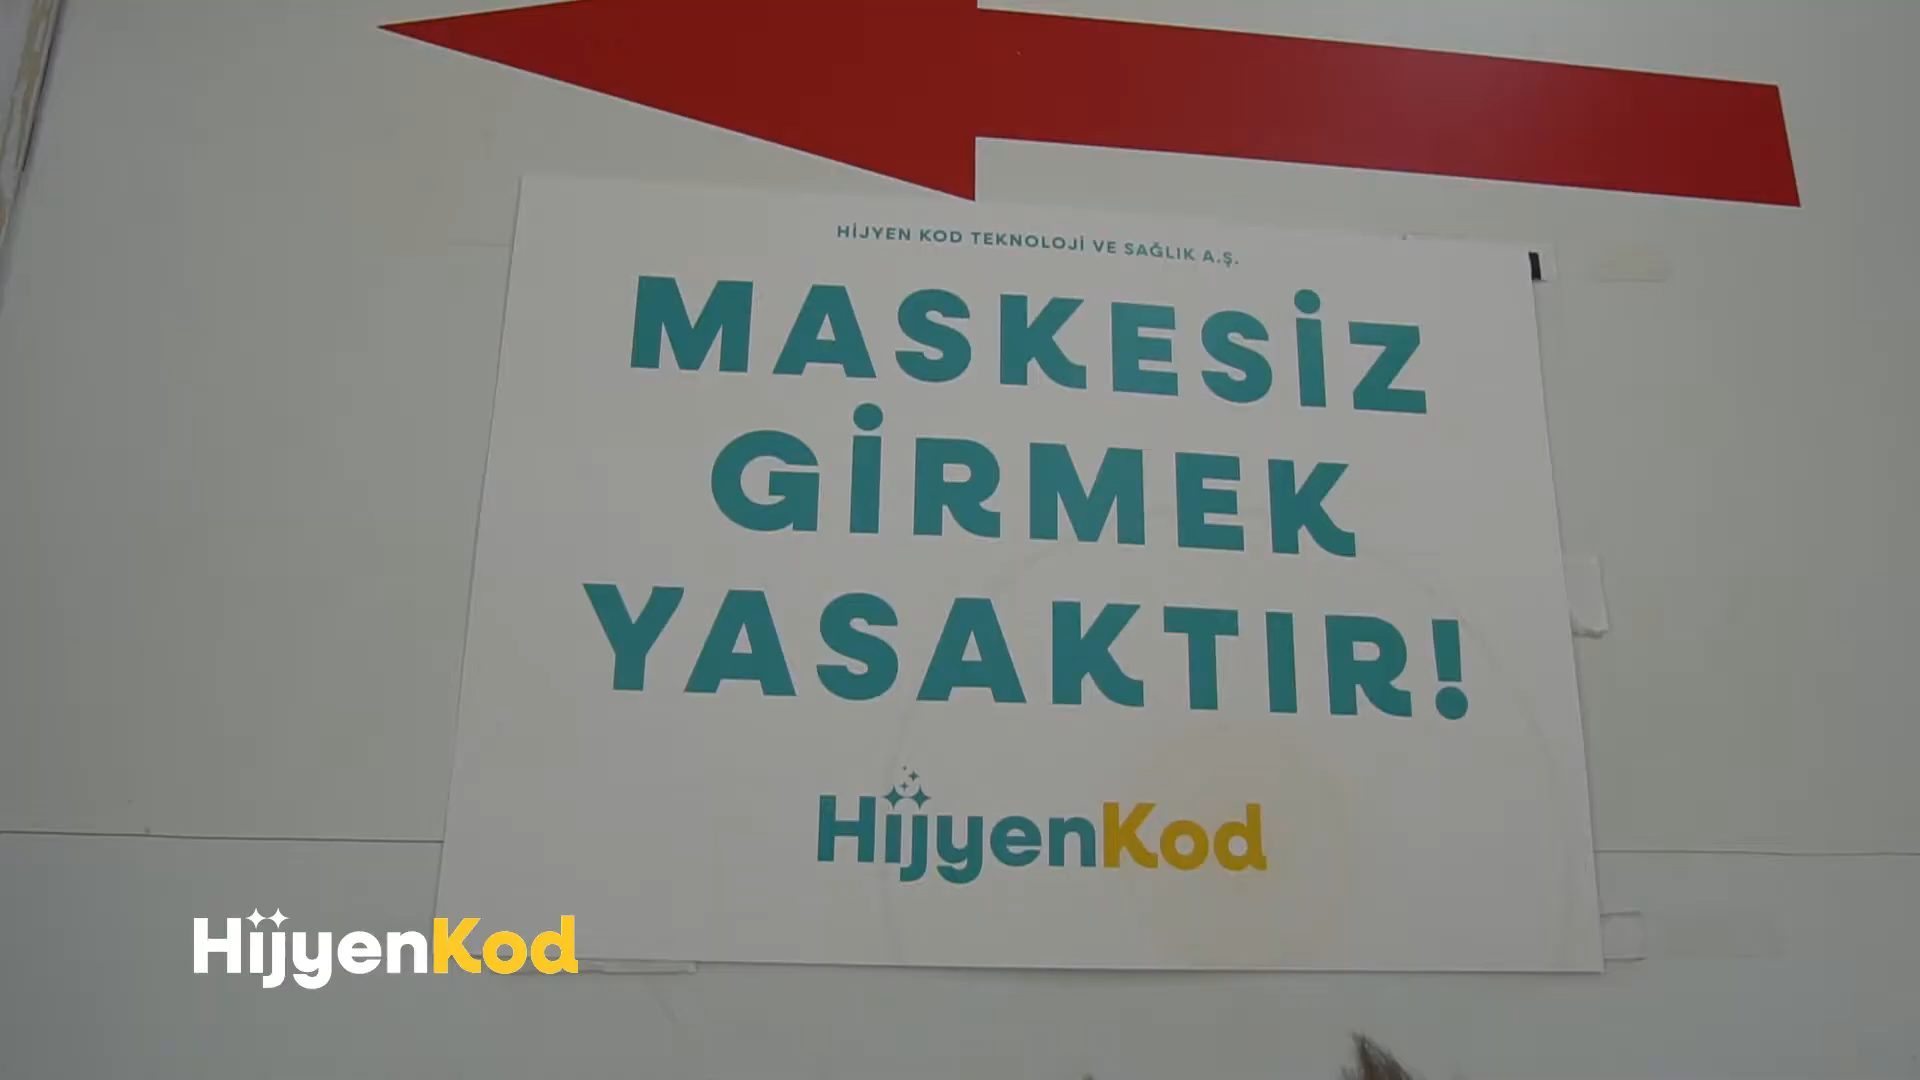 HİJYEN KOD TEKNOLOJİ VE SAĞLIK A.Ş.
MASKESİZ
GİRMEK
YASAKTIR!
HijyenKod
HijyenKod